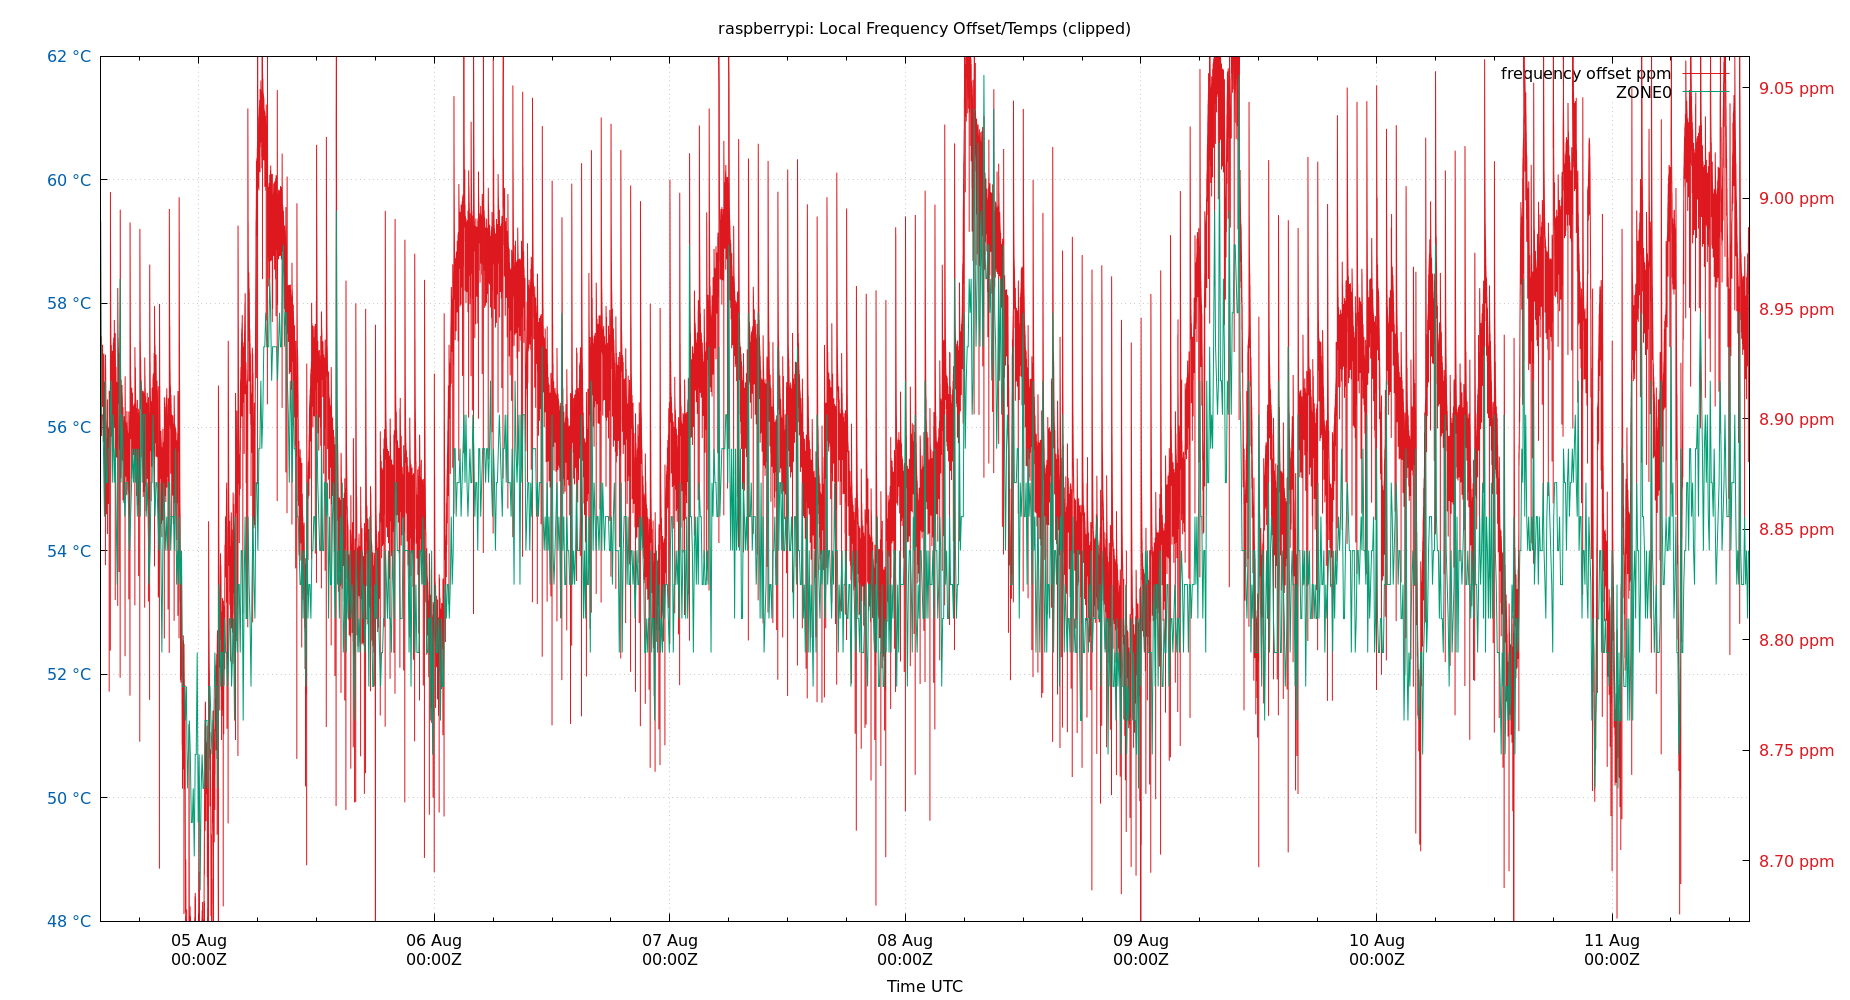 raspberrypi: Local Frequency Offset/Temps (clipped)
62 °C
60 °C
58 °C
56 °C
54 °C
52 °C
50 °C
48 °C
frequency offset ppm
ZONE0
9.05 ppm
9.00 ppm
8.95 ppm
8.90 ppm
8.85 ppm
8.80 ppm
8.75 ppm
8.70 ppm
05 Aug 06 Aug 07 Aug 08 Aug 09 Aug 10 Aug 11 Aug
00:00Z 00:00Z 00:00Z 00:00Z 00:00Z 00:00Z 00:00Z
Time UTC